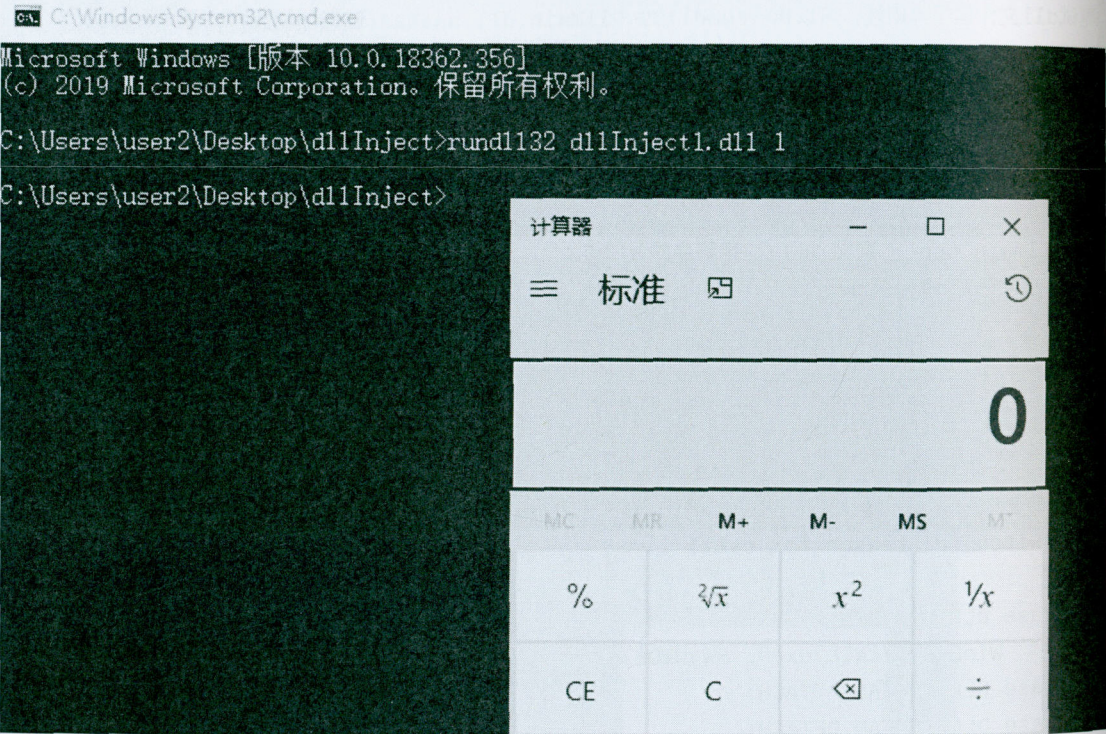 C:\Windows\System32\cmd.exe
Microsoft Windows [版本 10.0.18362.356]
(c) 2019 Microsoft Corporation。保留所有权利。
C:\Users\user2\Desktop\dllInject>rundll32 dllInject1.dll 1
C:\Users\user2\Desktop\dllInject>
计算器
标准
0
MC MR M+ M- MS M˅
% ²√x x² ¹/x
CE C ÷